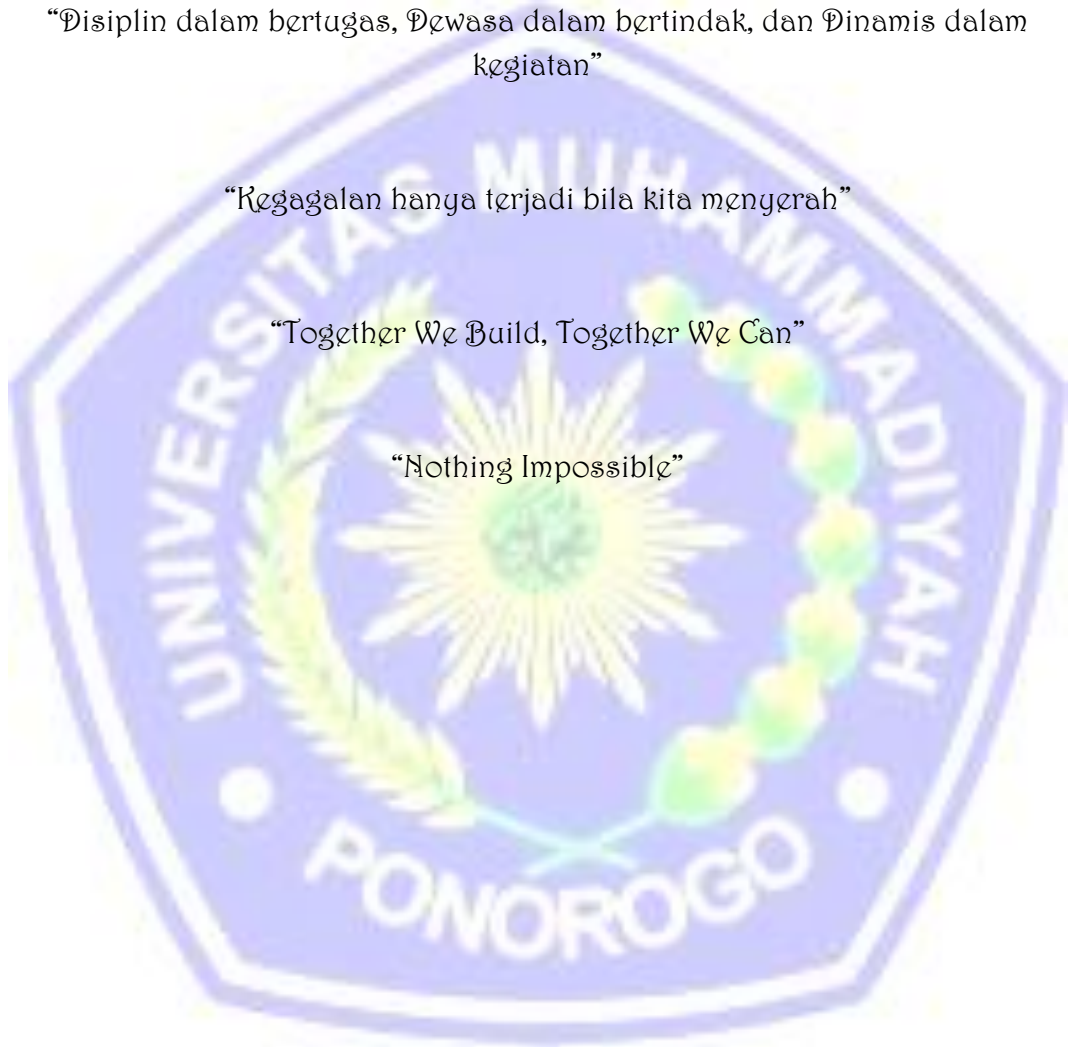 “Disiplin dalam bertugas, Dewasa dalam bertindak, dan Dinamis dalam
kegiatan”
“Kegagalan hanya terjadi bila kita menyerah”
“Together We Build, Together We Can”
“Nothing Impossible”
UNIVERSITAS MUHAMMADIYAH
PONOROGO